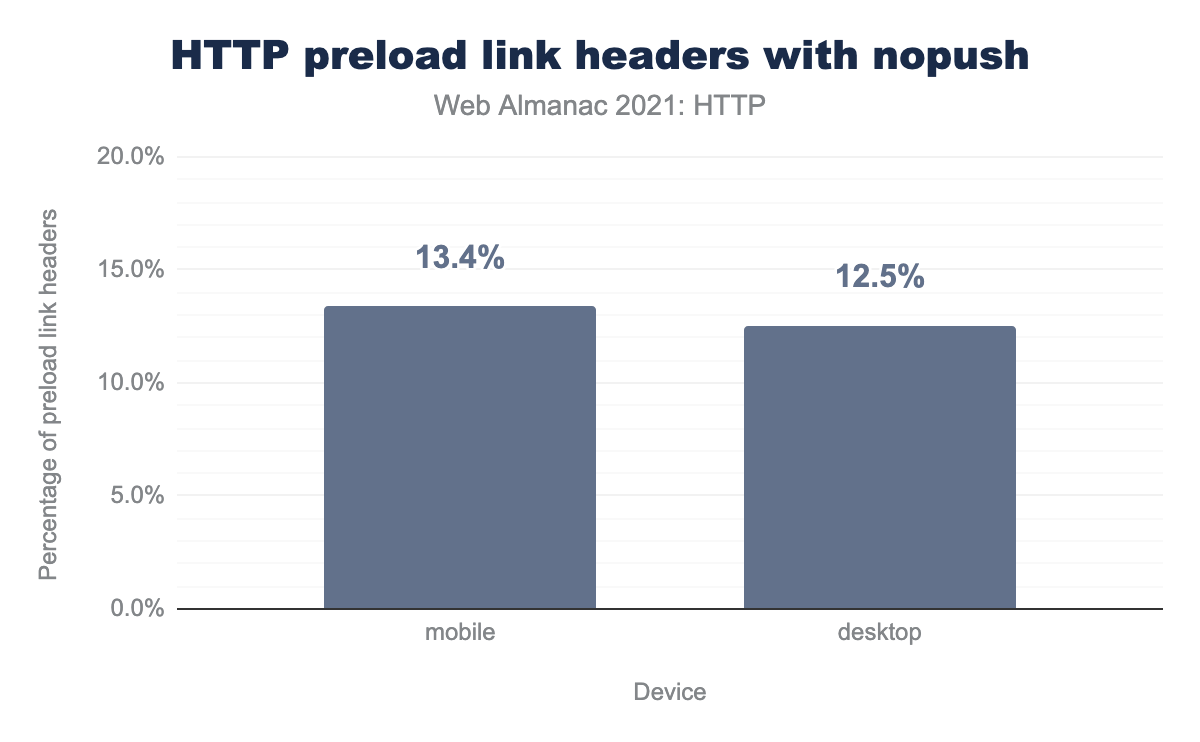 HTTP preload link headers with nopush
Web Almanac 2021: HTTP
Percentage of preload link headers
20.0%
15.0%
10.0%
5.0%
0.0%
13.4%
12.5%
mobile
desktop
Device